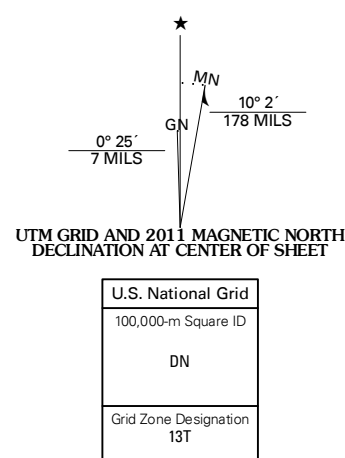 ★
MN
GN
10° 2´
178 MILS
0° 25´
7 MILS
UTM GRID AND 2011 MAGNETIC NORTH
DECLINATION AT CENTER OF SHEET
U.S. National Grid
100,000-m Square ID
DN
Grid Zone Designation
13T